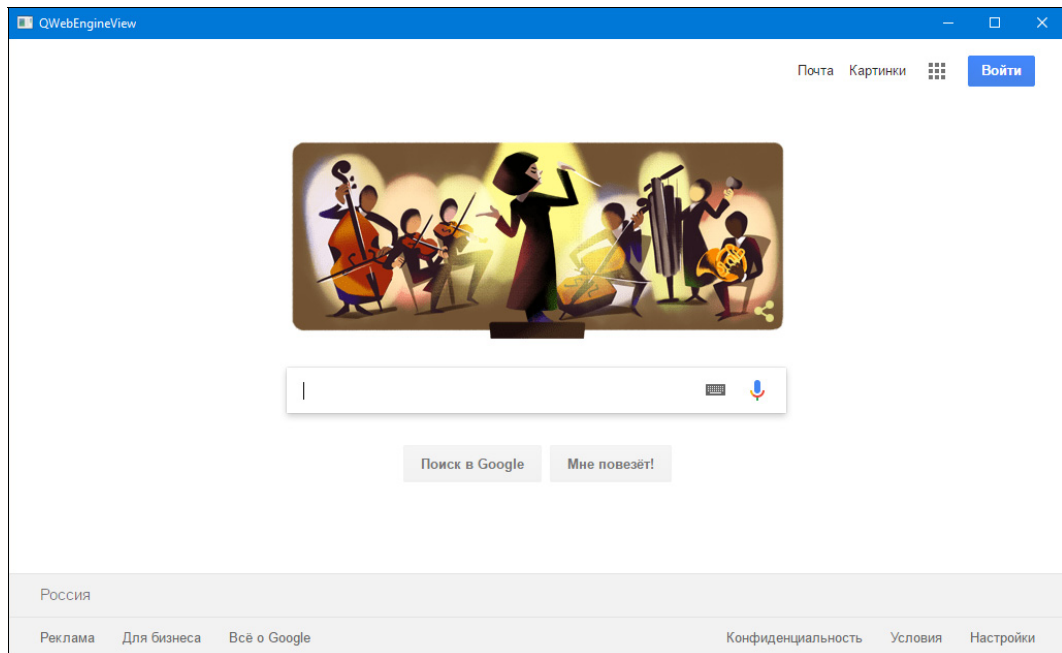 QWebEngineView
Почта Картинки Войти
Поиск в Google Мне повезёт!
Россия
Реклама Для бизнеса Всё о Google Конфиденциальность Условия Настройки